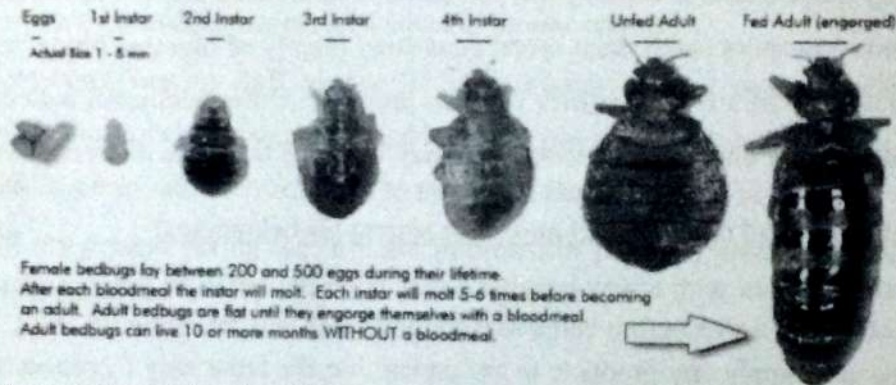 Eggs 1st Instar 2nd Instar 3rd Instar 4th Instar Unfed Adult Fed Adult (engorged)
Actual Size 1 - 5 mm
Female bedbugs lay between 200 and 500 eggs during their lifetime.
After each bloodmeal the instar will molt. Each instar will molt 5-6 times before becoming
an adult. Adult bedbugs are flat until they engorge themselves with a bloodmeal.
Adult bedbugs can live 10 or more months WITHOUT a bloodmeal.